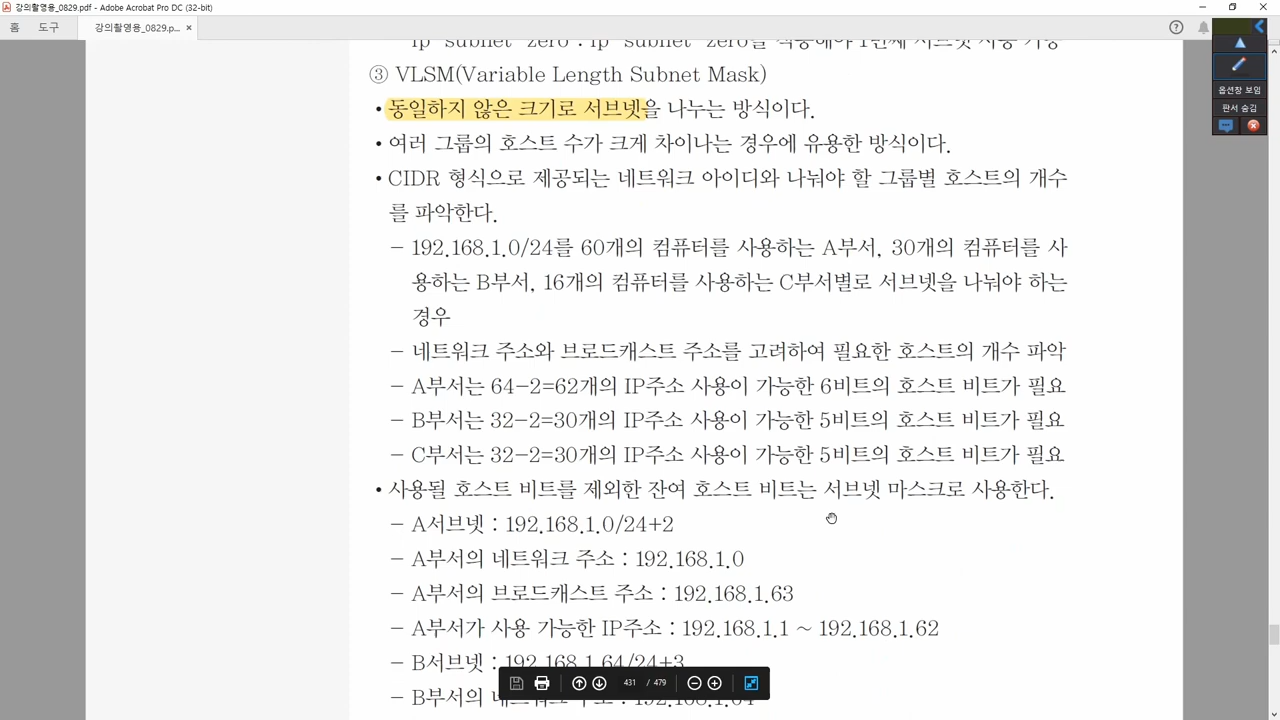 강의촬영용_0829.pdf - Adobe Acrobat Pro DC (32-bit)
홈 도구 강의촬영용_0829.p... ×
③ VLSM(Variable Length Subnet Mask)
• 동일하지 않은 크기로 서브넷을 나누는 방식이다.
• 여러 그룹의 호스트 수가 크게 차이나는 경우에 유용한 방식이다.
• CIDR 형식으로 제공되는 네트워크 아이디와 나눠야 할 그룹별 호스트의 개수
를 파악한다.
– 192.168.1.0/24를 60개의 컴퓨터를 사용하는 A부서, 30개의 컴퓨터를 사
용하는 B부서, 16개의 컴퓨터를 사용하는 C부서별로 서브넷을 나눠야 하는
경우
– 네트워크 주소와 브로드캐스트 주소를 고려하여 필요한 호스트의 개수 파악
– A부서는 64-2=62개의 IP주소 사용이 가능한 6비트의 호스트 비트가 필요
– B부서는 32-2=30개의 IP주소 사용이 가능한 5비트의 호스트 비트가 필요
– C부서는 32-2=30개의 IP주소 사용이 가능한 5비트의 호스트 비트가 필요
• 사용될 호스트 비트를 제외한 잔여 호스트 비트는 서브넷 마스크로 사용한다.
– A서브넷 : 192.168.1.0/24+2
– A부서의 네트워크 주소 : 192.168.1.0
– A부서의 브로드캐스트 주소 : 192.168.1.63
– A부서가 사용 가능한 IP주소 : 192.168.1.1 ~ 192.168.1.62
– B서브넷 : 192.168.1.64/24+3
– B부서의
431 / 479
옵션창 보임
판서 숨김